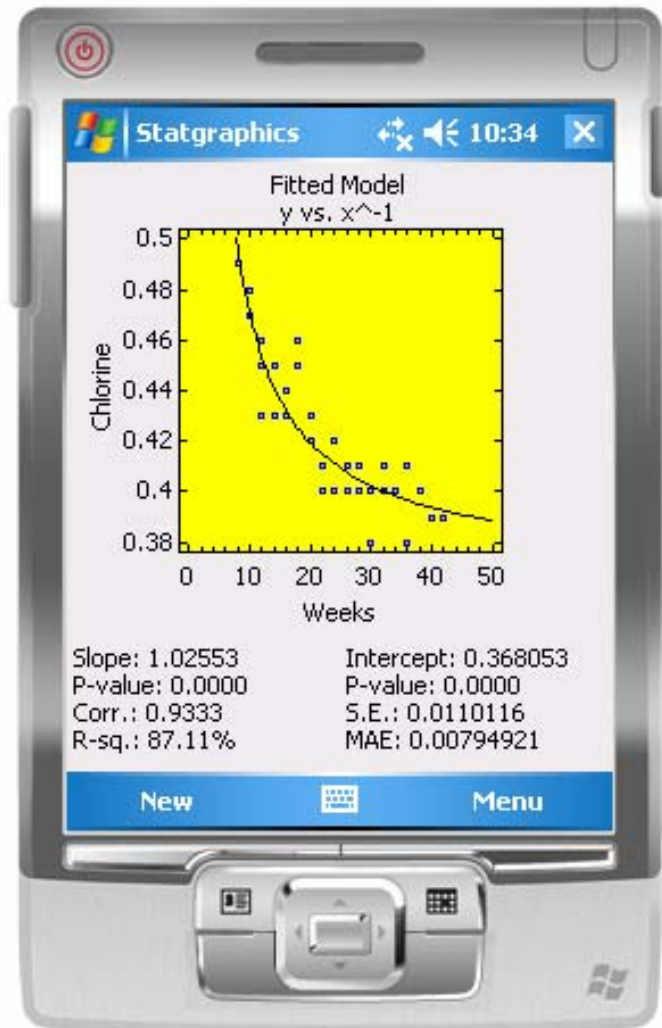 Statgraphics 10:34
Fitted Model
y vs. x^-1
0.5
0.48
0.46
0.44
0.42
0.4
0.38
Chlorine
0 10 20 30 40 50
Weeks
Slope: 1.02553 Intercept: 0.368053
P-value: 0.0000 P-value: 0.0000
Corr.: 0.9333 S.E.: 0.0110116
R-sq.: 87.11% MAE: 0.00794921
New Menu